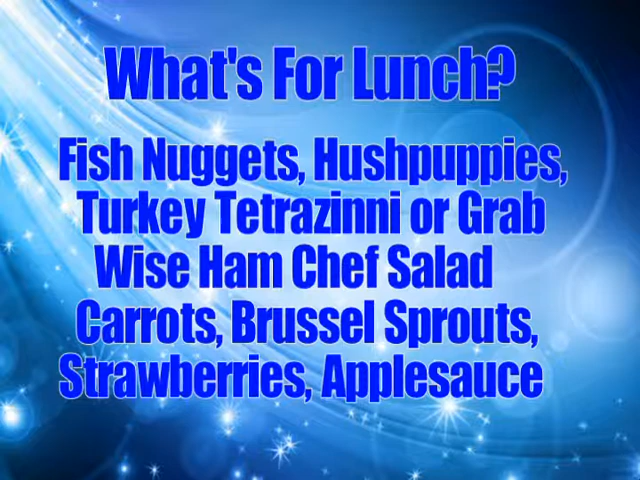 What's For Lunch?
Fish Nuggets, Hushpuppies,
Turkey Tetrazinni or Grab
Wise Ham Chef Salad
Carrots, Brussel Sprouts,
Strawberries, Applesauce